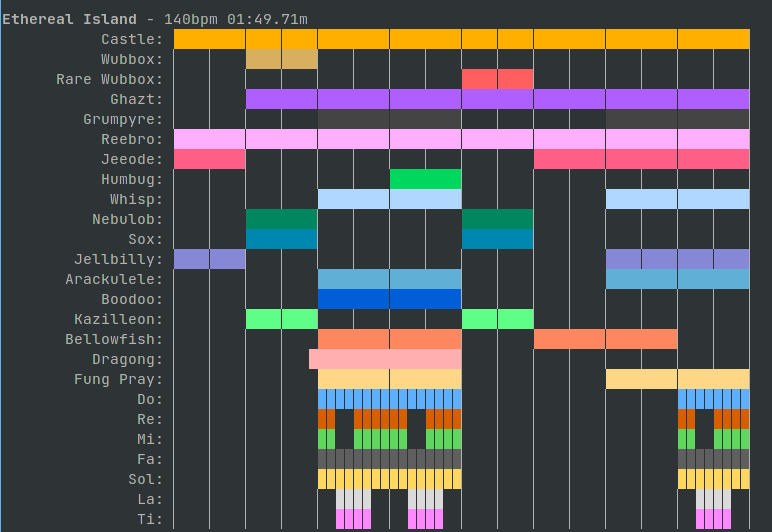 Ethereal Island - 140bpm 01:49.71m
Castle:
Wubbox:
Rare Wubbox:
Ghazt:
Grumpyre:
Reebro:
Jeeode:
Humbug:
Whisp:
Nebulob:
Sox:
Jellbilly:
Arackulele:
Boodoo:
Kazilleon:
Bellowfish:
Dragong:
Fung Pray:
Do:
Re:
Mi:
Fa:
Sol:
La:
Ti: